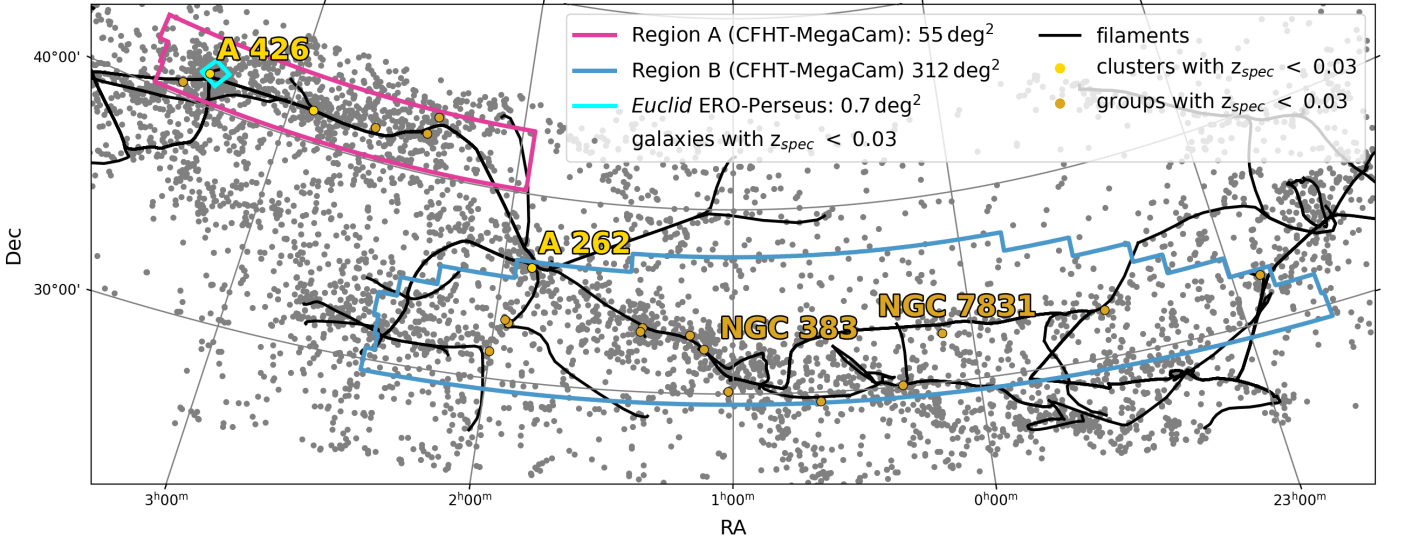 40°00'
30°00'
Dec
A 426
A 262
NGC 383
NGC 7831
Region A (CFHT-MegaCam): 55 deg²
Region B (CFHT-MegaCam) 312 deg²
Euclid ERO-Perseus: 0.7 deg²
galaxies with z_spec < 0.03
filaments
clusters with z_spec < 0.03
groups with z_spec < 0.03
3ʰ00ᵐ
2ʰ00ᵐ
1ʰ00ᵐ
0ʰ00ᵐ
23ʰ00ᵐ
RA